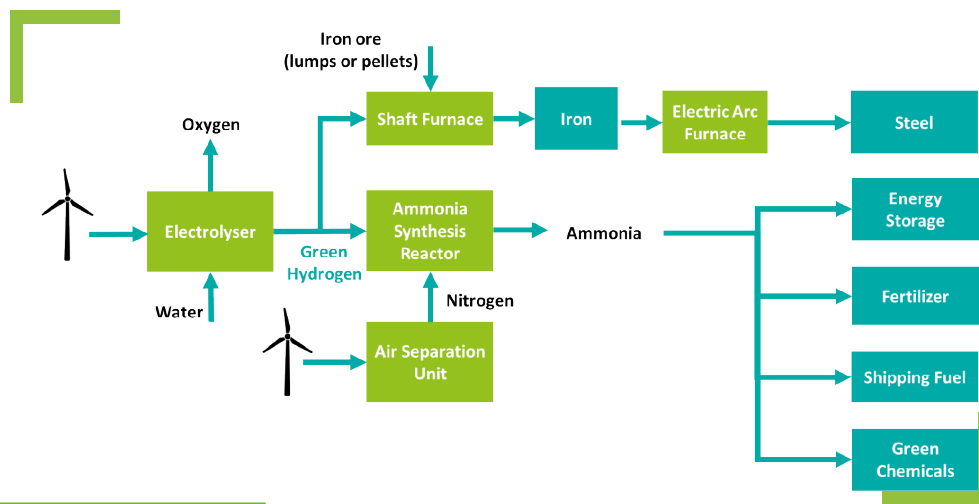 Iron ore
(lumps or pellets)
Oxygen
Shaft Furnace
Iron
Electric Arc
Furnace
Steel
Electrolyser
Green
Hydrogen
Water
Ammonia
Synthesis
Reactor
Nitrogen
Air Separation
Unit
Ammonia
Energy
Storage
Fertilizer
Shipping Fuel
Green
Chemicals